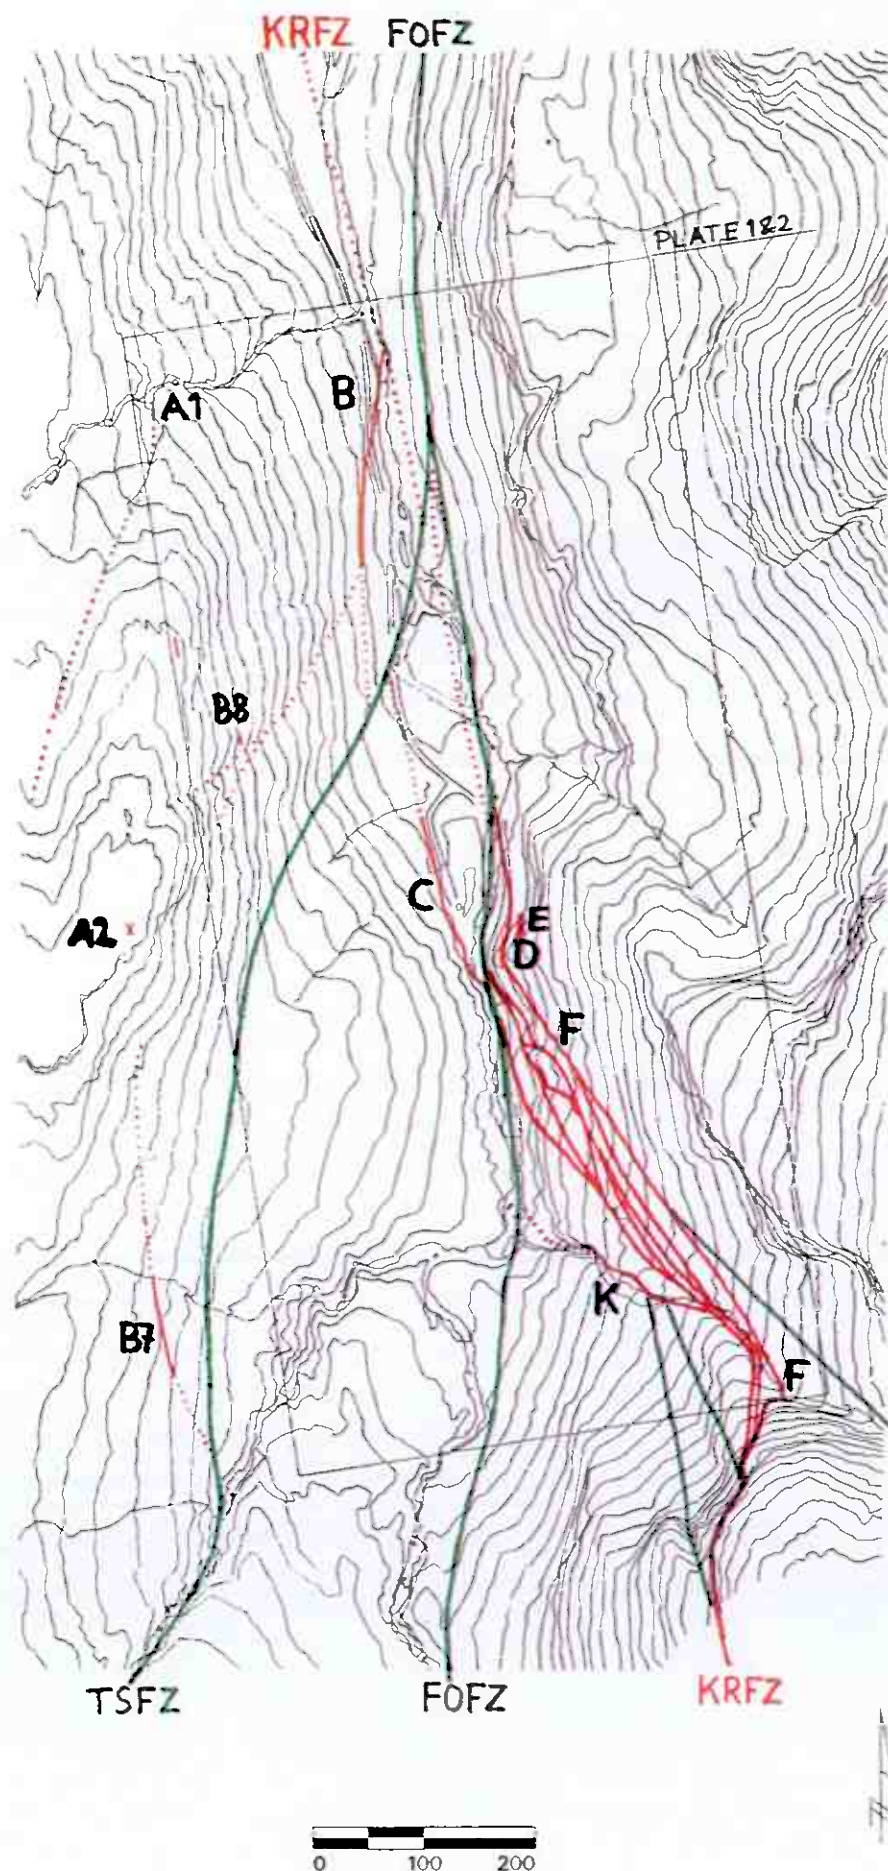 KRFZ FOFZ
PLATE 1&2
B
A1
B8
C
E
A2
D
F
K
B7
F
TSFZ FOFZ KRFZ
0 100 200